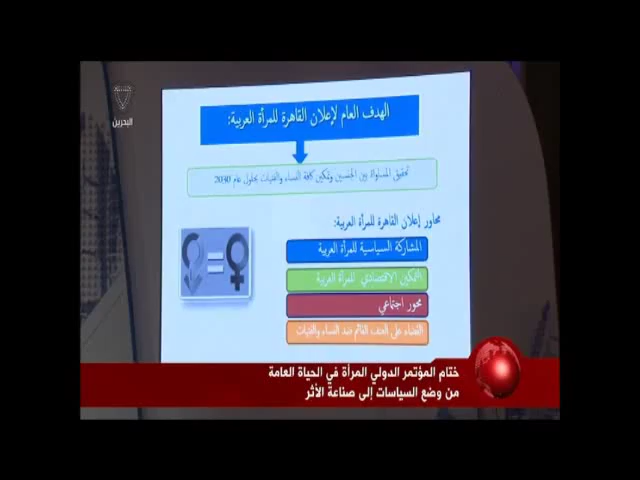 البحرين
الهدف العام لإعلان القاهرة للمرأة العربية:
تحقيق المساواة بين الجنسين وتمكين كافة النساء والفتيات بحلول عام 2030
محاور إعلان القاهرة للمرأة العربية:
المشاركة السياسية للمرأة العربية
التمكين الاقتصادي للمرأة العربية
محور اجتماعي
القضاء على العنف القائم ضد النساء والفتيات
ختام المؤتمر الدولي المرأة في الحياة العامة
من وضع السياسات إلى صناعة الأثر